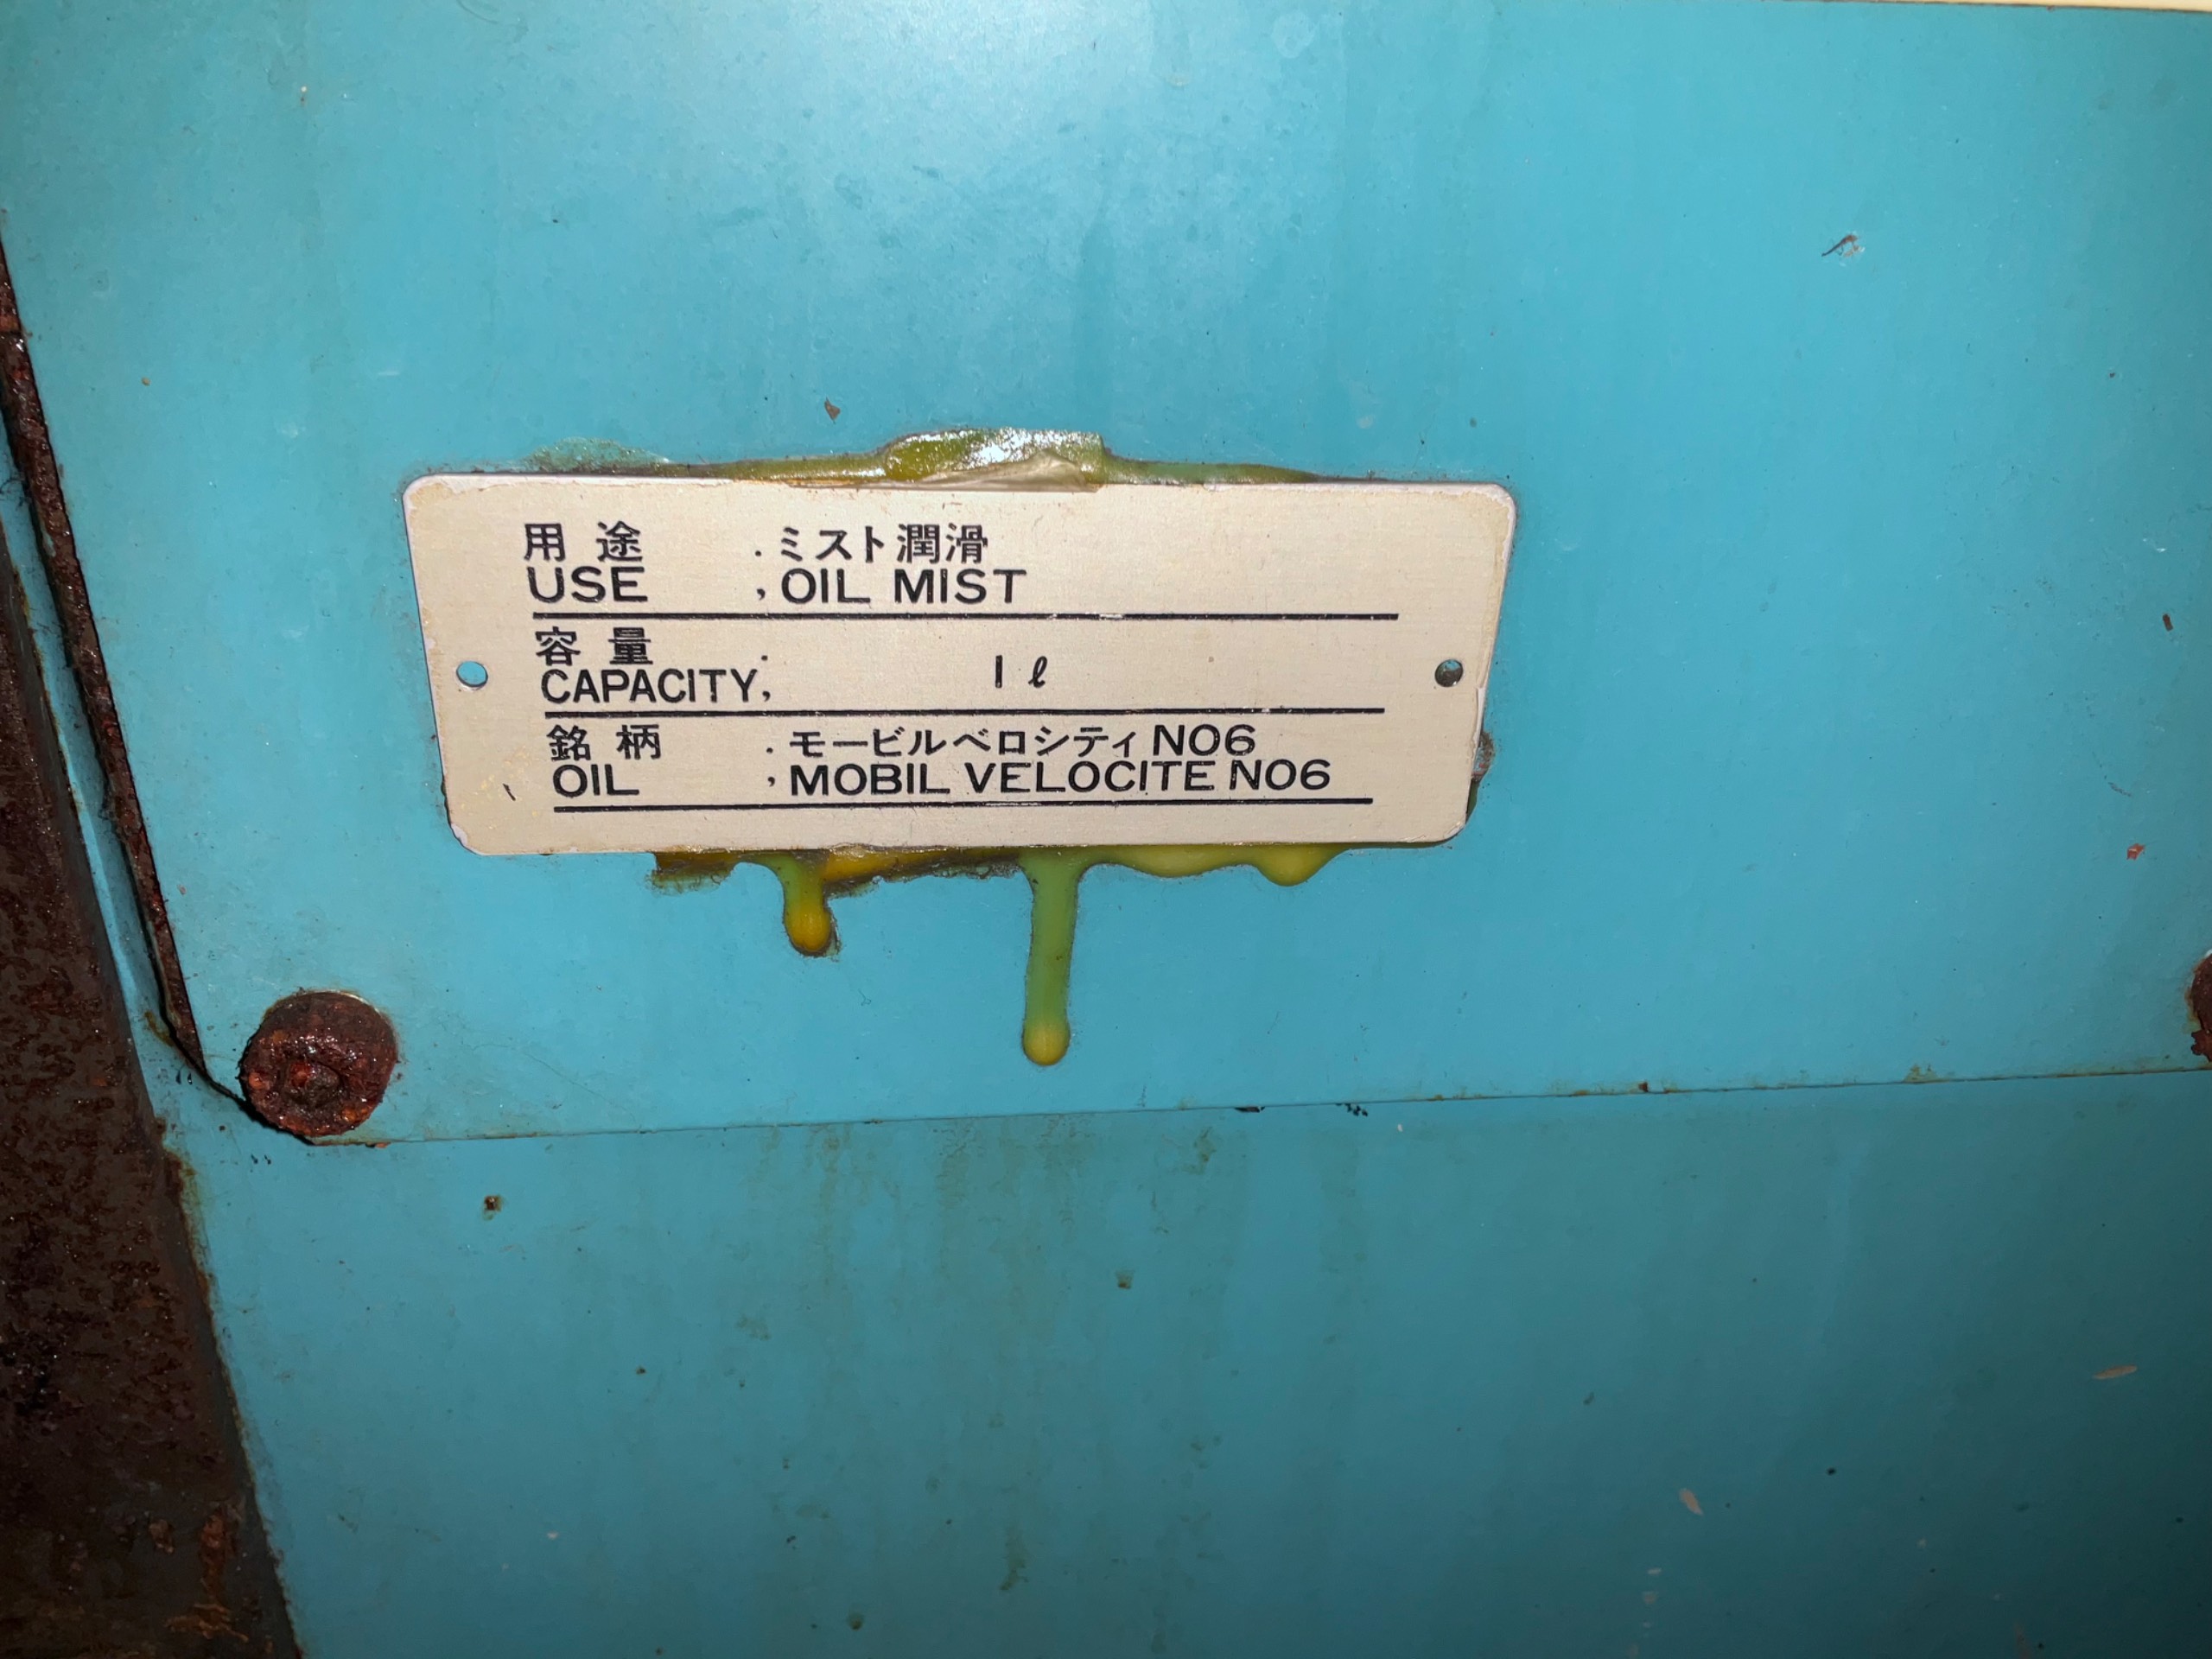 用 途 . ミスト潤滑
USE , OIL MIST
容 量 .
CAPACITY, 1 ℓ
銘 柄 . モービルベロシティ NO6
OIL , MOBIL VELOCITE NO6